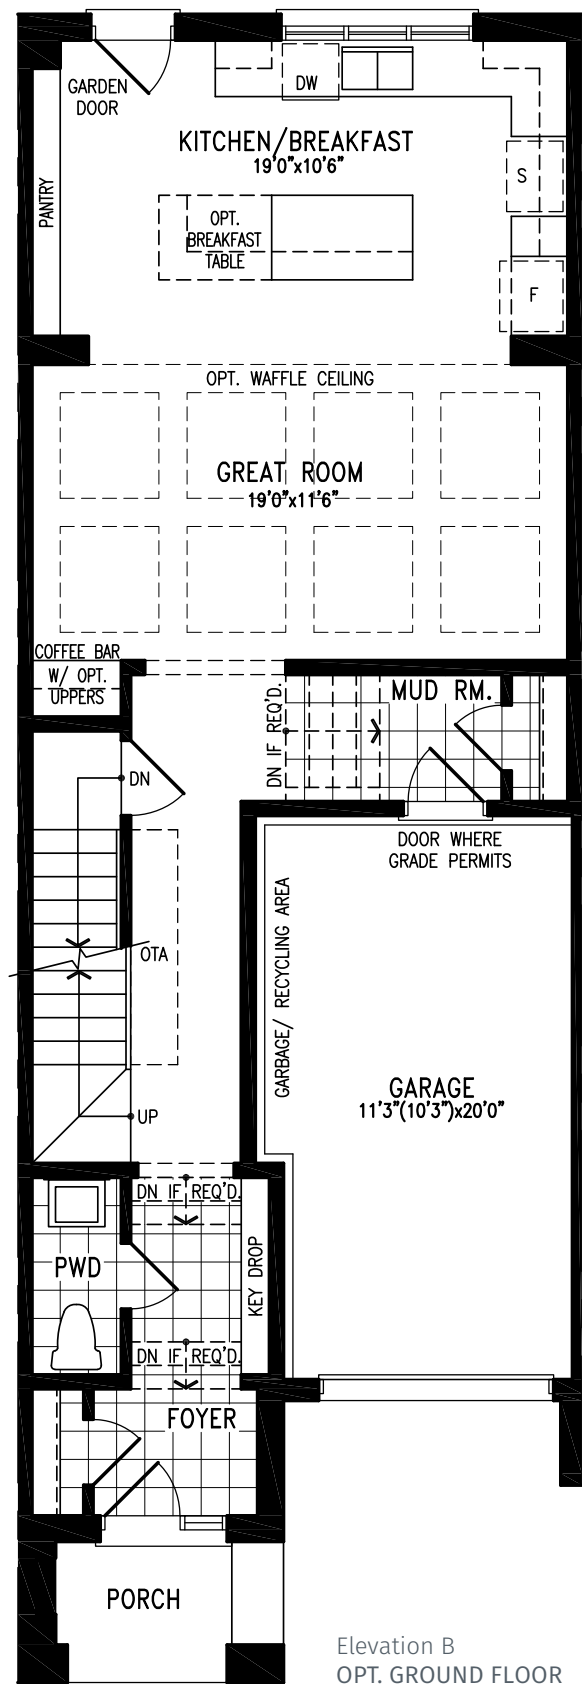 GARDEN
DOOR
DW
KITCHEN/BREAKFAST
19'0"x10'6"
PANTRY
S
OPT.
BREAKFAST
TABLE
F
OPT. WAFFLE CEILING
GREAT ROOM
19'0"x11'6"
COFFEE BAR
W/ OPT.
UPPERS
DN IF REQ'D.
MUD RM.
DN
DOOR WHERE
GRADE PERMITS
OTA
GARBAGE/ RECYCLING AREA
GARAGE
11'3"(10'3")x20'0"
UP
DN IF REQ'D.
PWD
KEY DROP
DN IF REQ'D.
FOYER
PORCH
Elevation B
OPT. GROUND FLOOR